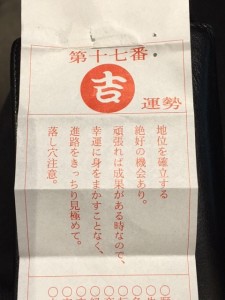 第十七番
吉
運勢
地位を確立する
絶好の機会あり。
頑張れば成果がある時なので、
幸運に身をまかすことなく、
進路をきっちり見極めて。
落し穴注意。